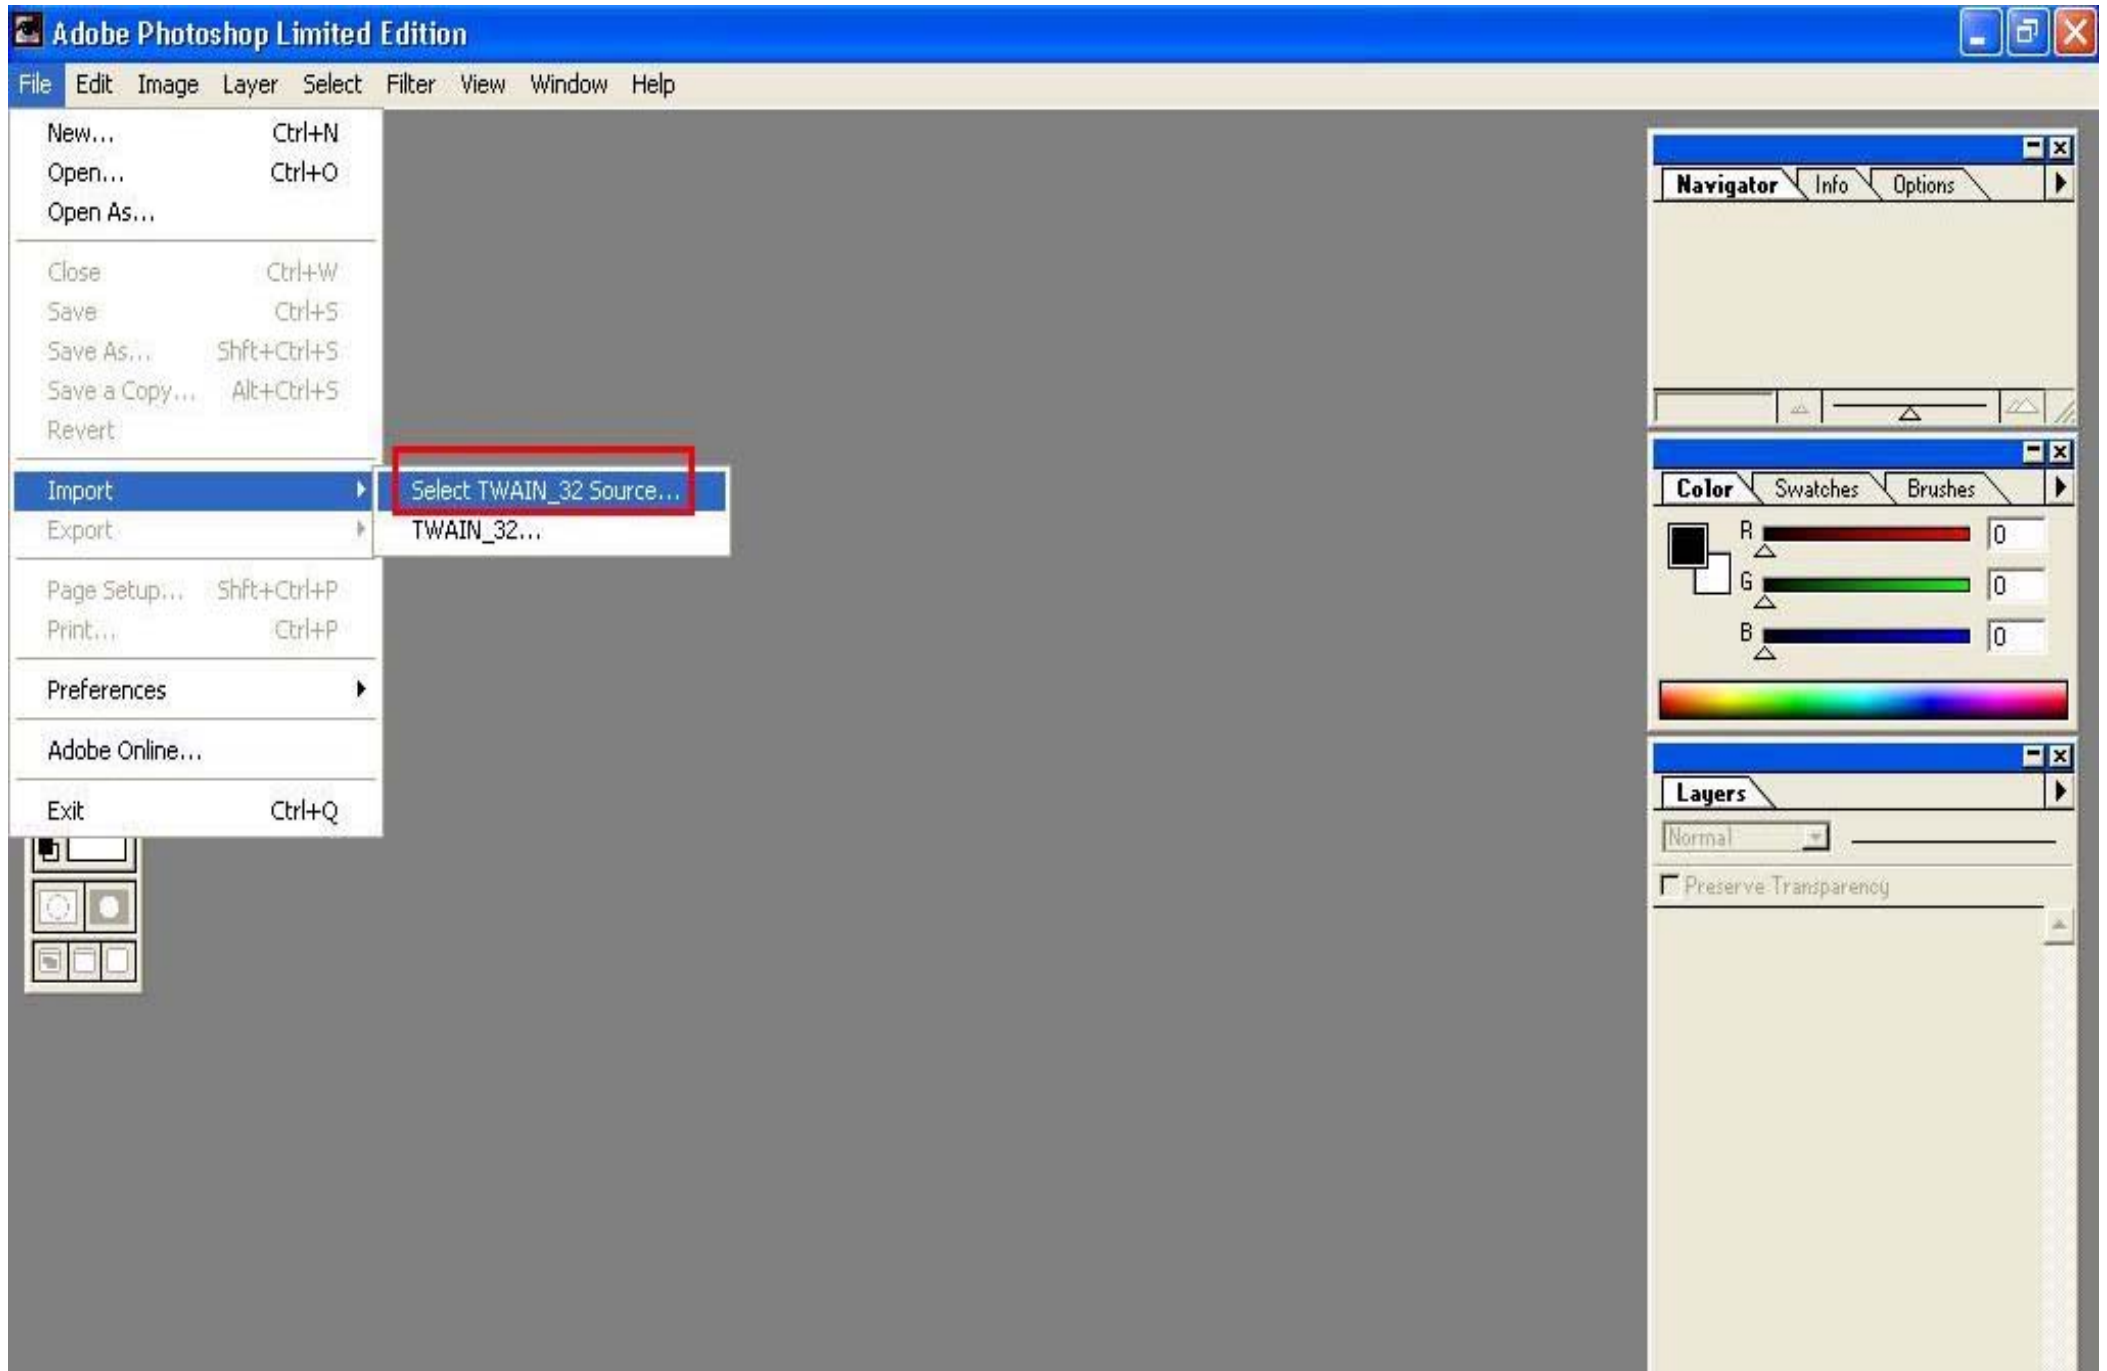 Adobe Photoshop Limited Edition
File Edit Image Layer Select Filter View Window Help
New... Ctrl+N
Open... Ctrl+O
Open As...
Close Ctrl+W
Save Ctrl+S
Save As... Shft+Ctrl+S
Save a Copy... Alt+Ctrl+S
Revert
Import
Export
Page Setup... Shft+Ctrl+P
Print... Ctrl+P
Preferences
Adobe Online...
Exit Ctrl+Q
Select TWAIN_32 Source...
TWAIN_32...
Navigator Info Options
Color Swatches Brushes
R 0
G 0
B 0
Layers
Normal
Preserve Transparency